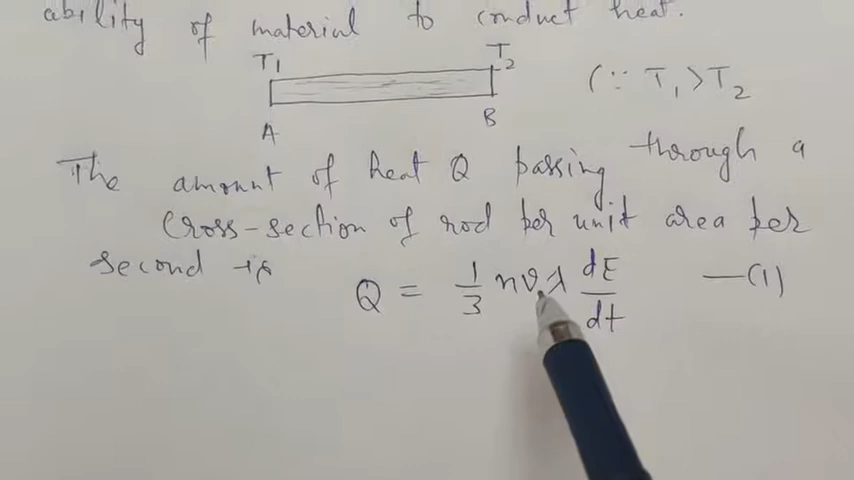 ability of material to conduct heat.
T1 T2
(∵ T1>T2
A B
The amount of heat Q passing through a
cross-section of rod per unit area per
second is
Q = 1/3 nvλ dE/dt —(1)